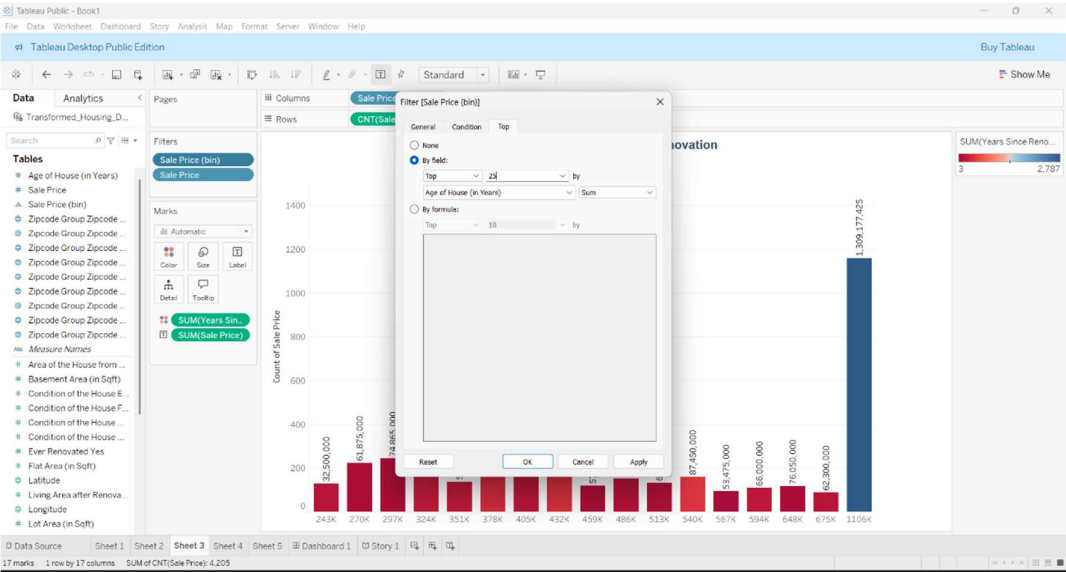 Tableau Public - Book1
File Data Worksheet Dashboard Story Analysis Map Format Server Window Help
Tableau Desktop Public Edition
Buy Tableau
Standard
Show Me
Data Analytics
Transformed_Housing_D...
Search
Tables
Age of House (in Years)
Sale Price
Sale Price (bin)
Zipcode Group Zipcode ...
Zipcode Group Zipcode ...
Zipcode Group Zipcode ...
Zipcode Group Zipcode ...
Zipcode Group Zipcode ...
Zipcode Group Zipcode ...
Zipcode Group Zipcode ...
Zipcode Group Zipcode ...
Zipcode Group Zipcode ...
Abc Measure Names
Area of the House from ...
Basement Area (in Sqft)
Condition of the House E...
Condition of the House F...
Condition of the House ...
Condition of the House ...
Ever Renovated Yes
Flat Area (in Sqft)
Latitude
Living Area after Renova...
Longitude
Lot Area (in Sqft)
Pages
Filters
Sale Price (bin)
Sale Price
Marks
Automatic
Color Size Label
Detail Tooltip
SUM(Years Sin..
SUM(Sale Price)
Columns Sale Price
Rows CNT(Sale
ovation
Count of Sale Price
1400
1200
1000
800
600
400
200
0
32,500,000
61,875,000
74,865,000
87,450,000
53,475,000
66,000,000
76,050,000
62,300,000
1,309,177,425
243K 270K 297K 324K 351K 378K 405K 432K 459K 486K 513K 540K 567K 594K 648K 675K 1106K
Filter [Sale Price (bin)]
General Condition Top
None
By field:
Top 25 by
Age of House (in Years) Sum
By formula:
Top 10 by
Reset OK Cancel Apply
SUM(Years Since Reno...
3 2,787
Data Source Sheet 1 Sheet 2 Sheet 3 Sheet 4 Sheet 5 Dashboard 1 Story 1
17 marks 1 row by 17 columns SUM of CNT(Sale Price): 4,205